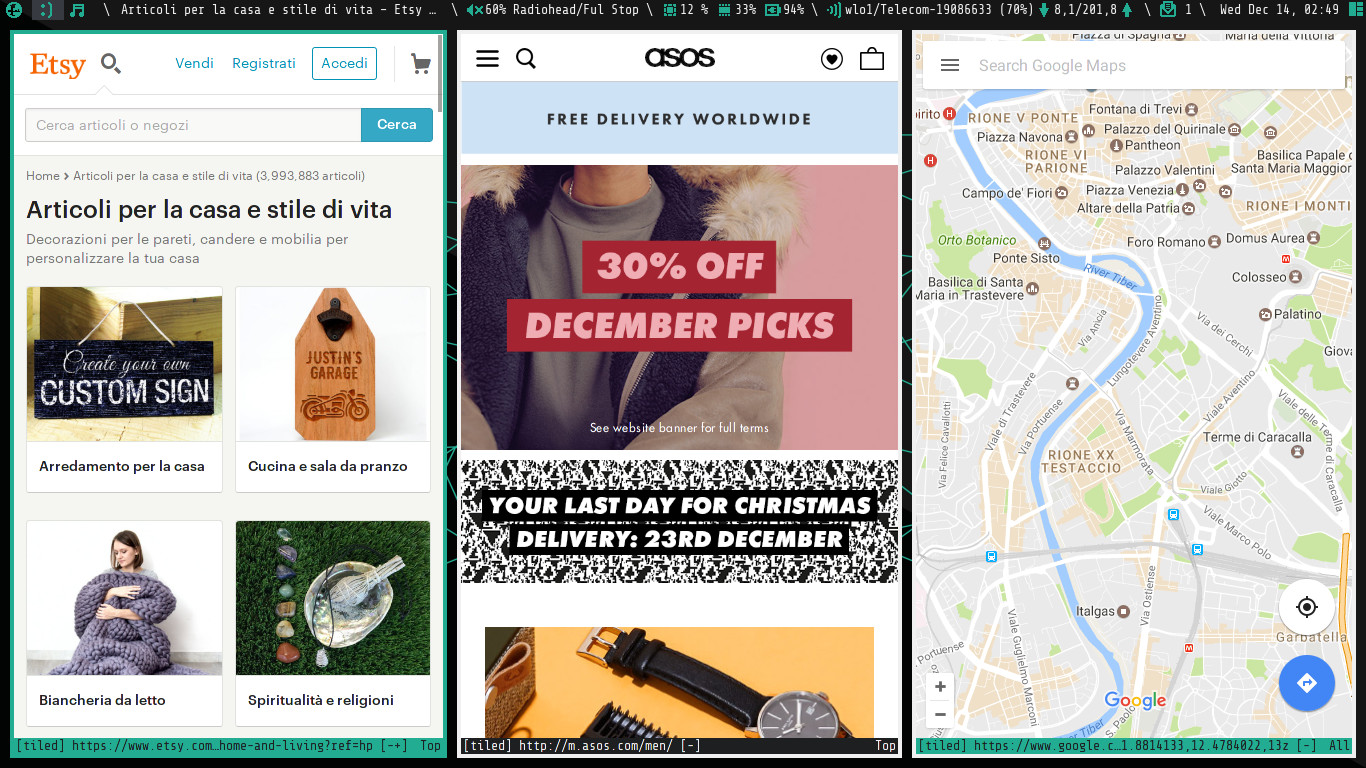 \ Articoli per la casa e stile di vita – Etsy … \ 60% Radiohead/Ful Stop \ 12 % 33% 94% \ wlo1/Telecom-19086633 (70%) 8,1/201,8 \ 1 \ Wed Dec 14, 02:49
Etsy
Vendi Registrati Accedi
Cerca articoli o negozi Cerca
Home > Articoli per la casa e stile di vita (3,993,883 articoli)
Articoli per la casa e stile di vita
Decorazioni per le pareti, candere e mobilia per
personalizzare la tua casa
Create your own
CUSTOM SIGN
JUSTIN'S
GARAGE
Arredamento per la casa
Cucina e sala da pranzo
Biancheria da letto
Spiritualità e religioni
[tiled] https://www.etsy.com…home-and-living?ref=hp [-+] Top
asos
FREE DELIVERY WORLDWIDE
30% OFF
DECEMBER PICKS
See website banner for full terms
YOUR LAST DAY FOR CHRISTMAS
DELIVERY: 23RD DECEMBER
[tiled] http://m.asos.com/men/ [-] Top
Piazza di Spagna
Maria della Vittoria
Search Google Maps
Fontana di Trevi
RIONE V PONTE
Piazza Navona
Palazzo del Quirinale
Pantheon
RIONE VI
PARIONE
Basilica Papale
Santa Maria Maggior
Palazzo Valentini
Campo de' Fiori
Piazza Venezia
Altare della Patria
RIONE I MONTI
Orto Botanico
Ponte Sisto
Foro Romano
Domus Aurea
River Tiber
Colosseo
Basilica di Santa
Maria in Trastevere
Palatino
Via Anicia
Lungotevere Aventino
Via dei Cerchi
Giova
Viale di Trastevere
Via Portuense
Viale Aventino
Viale delle Terme di Caracalla
Via Felice Cavallotti
Via Marmorata
Terme di Caracalla
RIONE XX
TESTACCIO
Viale Giotto
Via Marco Polo
Via Ostiense
Italgas
Garbatella
Portuense
Viale Guglielmo Marconi
Google
[tiled] https://www.google.c…1.8814133,12.4784022,13z [-] All